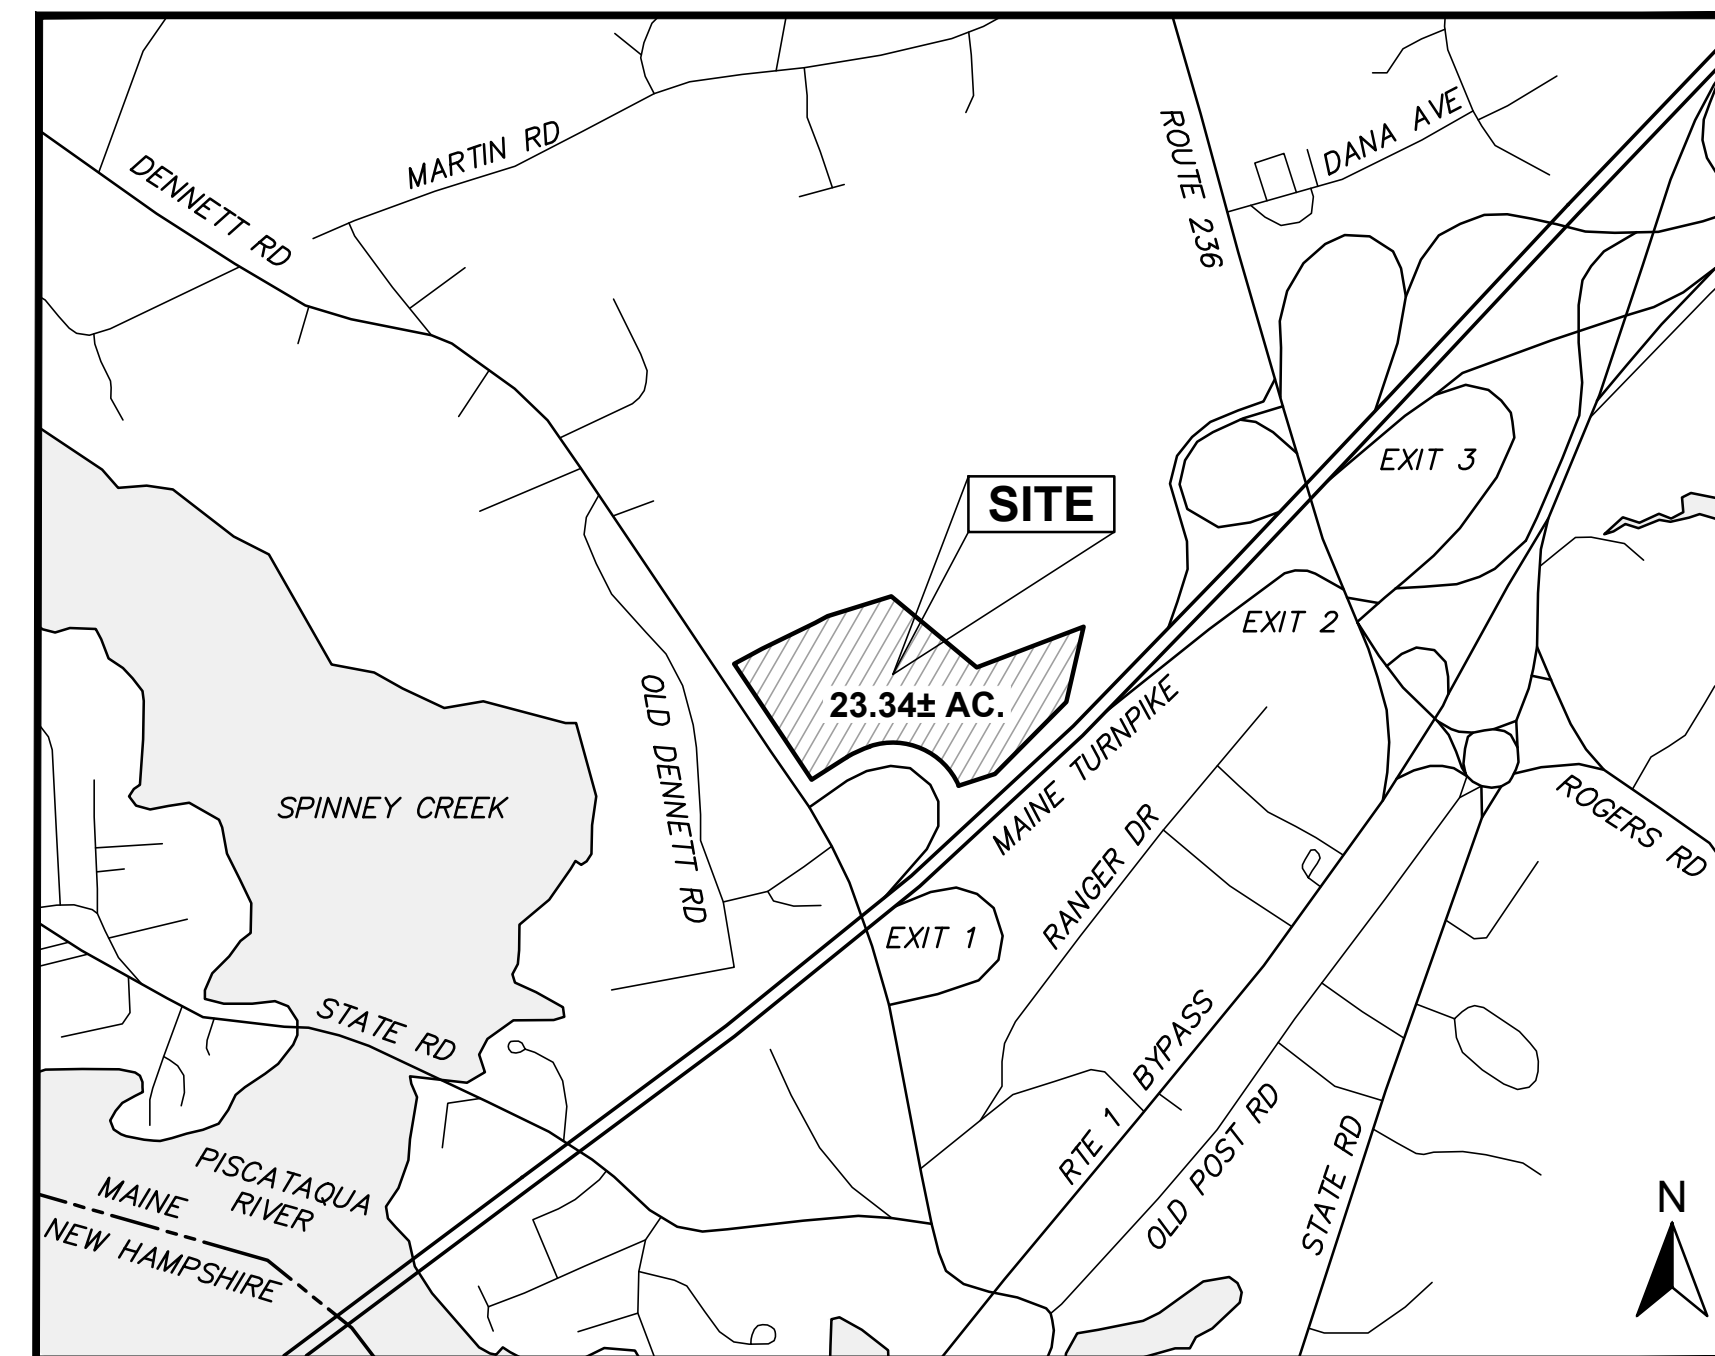 MARTIN RD
DENNETT RD
ROUTE 236
DANA AVE
EXIT 3
SITE
EXIT 2
23.34± AC.
OLD DENNETT RD
MAINE TURNPIKE
SPINNEY CREEK
RANGER DR
ROGERS RD
EXIT 1
STATE RD
RTE 1 BYPASS
OLD POST RD
STATE RD
PISCATAQUA
RIVER
MAINE
NEW HAMPSHIRE
N